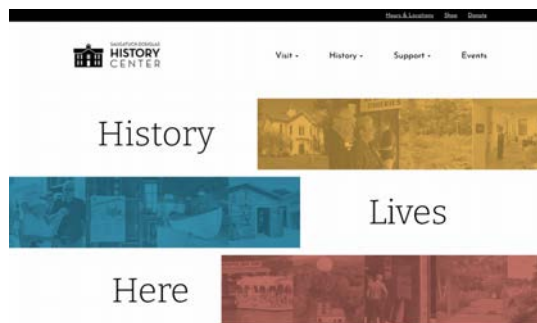 Hours & Locations Shop Donate
SAUGATUCK-DOUGLAS
HISTORY
CENTER
Visit History Support Events
History
Lives
Here